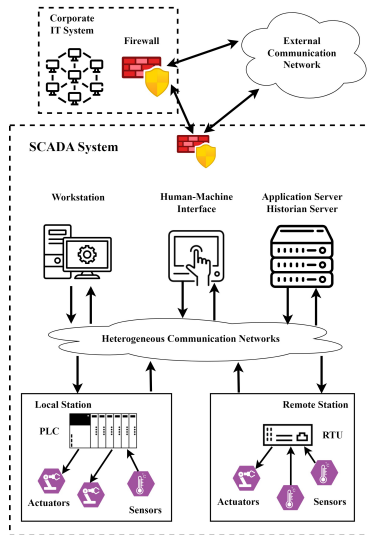 Corporate
IT System
Firewall
External
Communication
Network
SCADA System
Workstation
Human-Machine
Interface
Application Server
Historian Server
Heterogeneous Communication Networks
Local Station
PLC
Actuators
Sensors
Remote Station
RTU
Actuators
Sensors